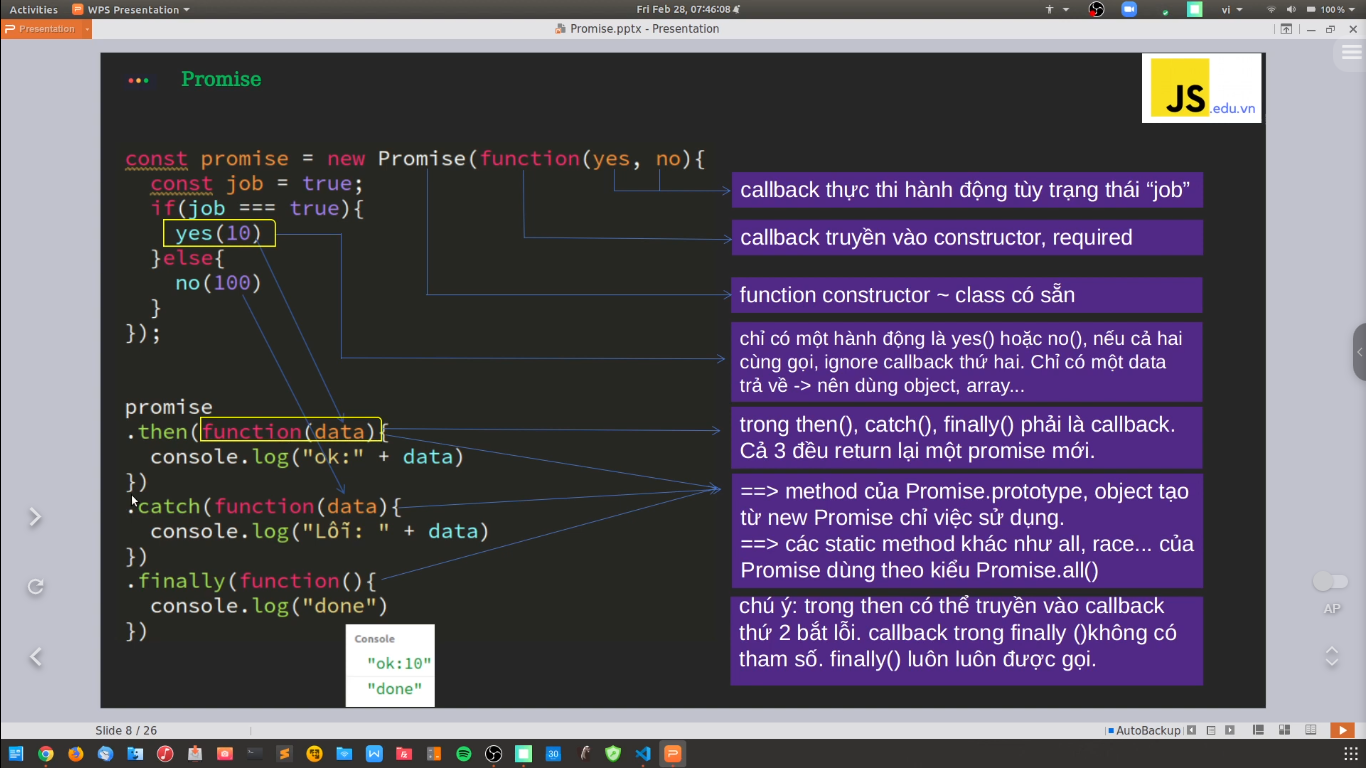 Activities
WPS Presentation
Fri Feb 28, 07:46:08
vi
100 %
Presentation
Promise.pptx - Presentation
Promise
JS.edu.vn
const promise = new Promise(function(yes, no){
const job = true;
if(job === true){
yes(10)
}else{
no(100)
}
});
promise
.then(function(data){
console.log("ok:" + data)
})
.catch(function(data){
console.log("Lỗi: " + data)
})
.finally(function(){
console.log("done")
})
Console
"ok:10"
"done"
callback thực thi hành động tùy trạng thái “job”
callback truyền vào constructor, required
function constructor ~ class có sẵn
chỉ có một hành động là yes() hoặc no(), nếu cả hai
cùng gọi, ignore callback thứ hai. Chỉ có một data
trả về -> nên dùng object, array...
trong then(), catch(), finally() phải là callback.
Cả 3 đều return lại một promise mới.
==> method của Promise.prototype, object tạo
từ new Promise chỉ việc sử dụng.
==> các static method khác như all, race... của
Promise dùng theo kiểu Promise.all()
chú ý: trong then có thể truyền vào callback
thứ 2 bắt lỗi. callback trong finally ()không có
tham số. finally() luôn luôn được gọi.
AP
Slide 8 / 26
AutoBackup
30